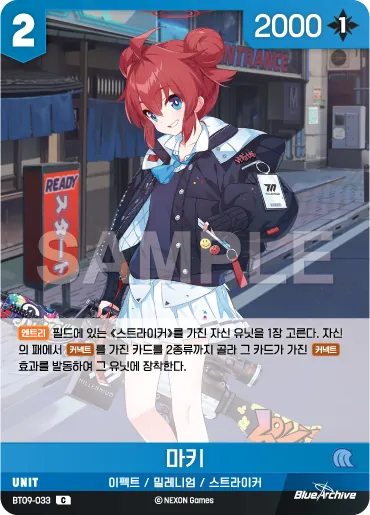 2
2000
1
ENTRANCE
M
READY
スタート
SAMPLE
엔트리 필드에 있는 《스트라이커》를 가진 자신 유닛을 1장 고른다. 자신
의 패에서 커넥트 를 가진 카드를 2종류까지 골라 그 카드가 가진 커넥트
효과를 발동하여 그 유닛에 장착한다.
마키
UNIT
이팩트 / 밀레니엄 / 스트라이커
BT09-033 C
© NEXON Games
BlueArchive